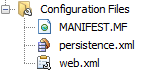 Configuration Files
MANIFEST.MF
persistence.xml
web.xml